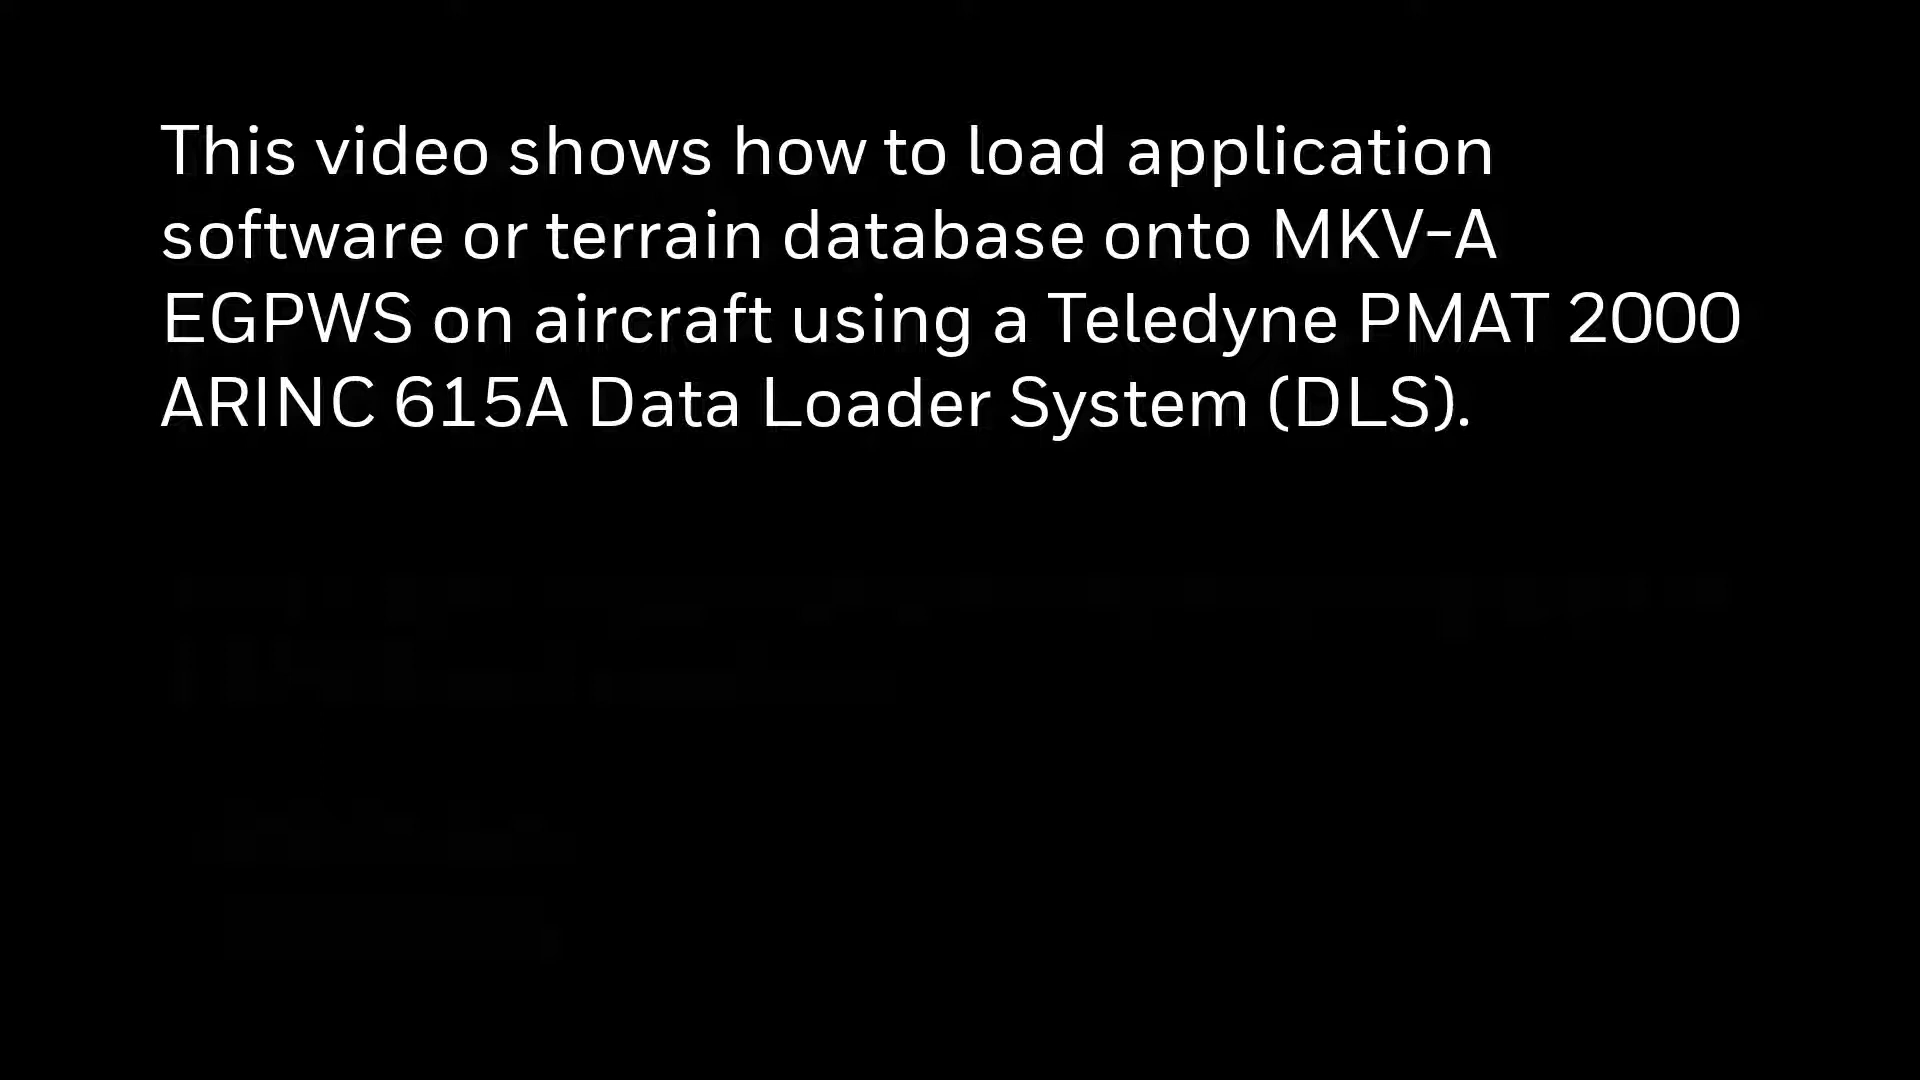 This video shows how to load application
software or terrain database onto MKV-A
EGPWS on aircraft using a Teledyne PMAT 2000
ARINC 615A Data Loader System (DLS).